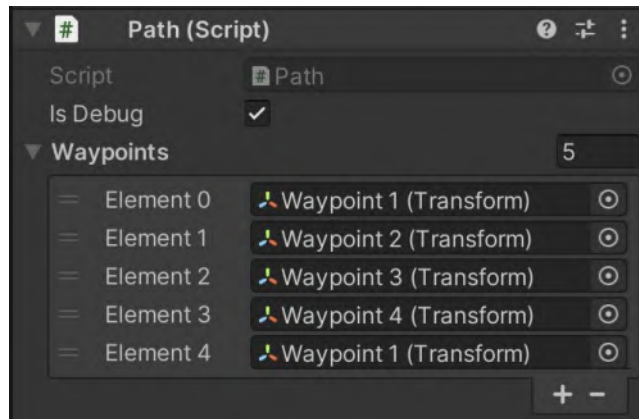 # Path (Script)
Script # Path
Is Debug
Waypoints 5
Element 0 Waypoint 1 (Transform)
Element 1 Waypoint 2 (Transform)
Element 2 Waypoint 3 (Transform)
Element 3 Waypoint 4 (Transform)
Element 4 Waypoint 1 (Transform)
+ -